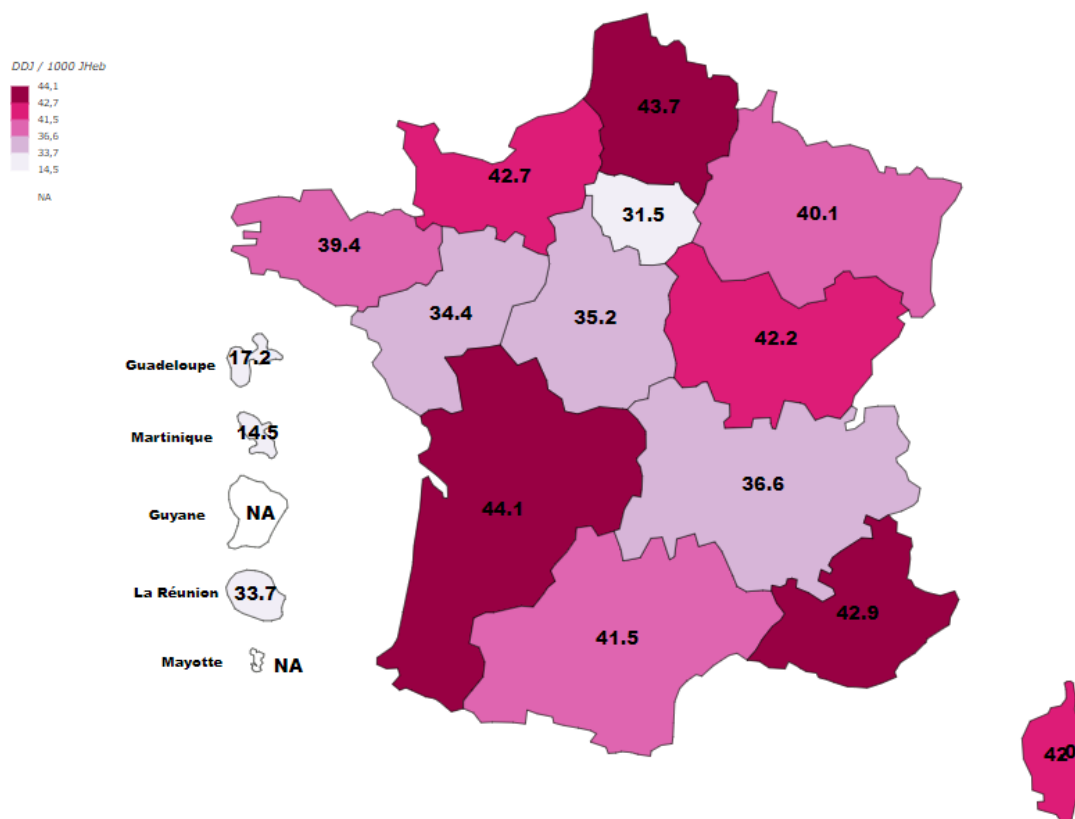 DDJ / 1000 JHeb
44,1
42,7
41,5
36,6
33,7
14,5
NA
43.7
42.7
31.5
40.1
39.4
34.4
35.2
42.2
36.6
44.1
41.5
42.9
42.0
Guadeloupe 17.2
Martinique 14.5
Guyane NA
La Réunion 33.7
Mayotte NA